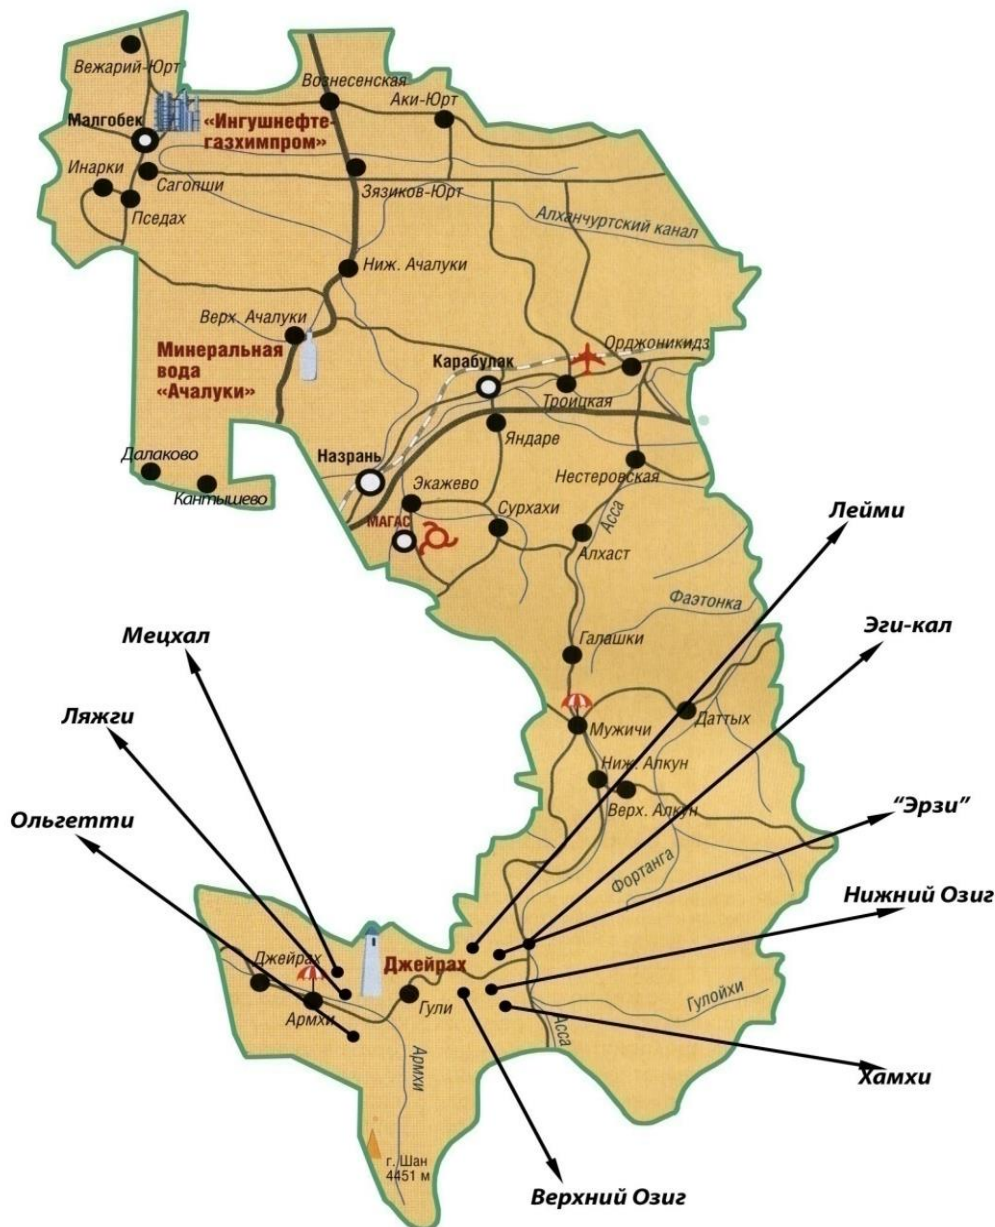 Вежарий-Юрт
Вознесенская
Аки-Юрт
Малгобек
«Ингушнефте-
газхимпром»
Инарки
Сагопши
Зязиков-Юрт
Пседах
Алханчуртский канал
Ниж. Ачалуки
Верх. Ачалуки
Минеральная
вода
«Ачалуки»
Карабулак
Орджоникидз
Троицкая
Яндаре
Назрань
Далаково
Кантышево
Экажево
Нестеровская
Сурхахи
МАГАС
Асса
Алхаст
Лейми
Фаэтонка
Эги-кал
Мецхал
Галашки
Ляжги
Мужичи
Даттых
Ниж. Алкун
Верх. Алкун
Ольгетти
"Эрзи"
Фортанга
Нижний Озиг
Джейрах
Джейрах
Гули
Армхи
Гулойхи
Асса
Армхи
Хамхи
г. Шан
4451 м
Верхний Озиг